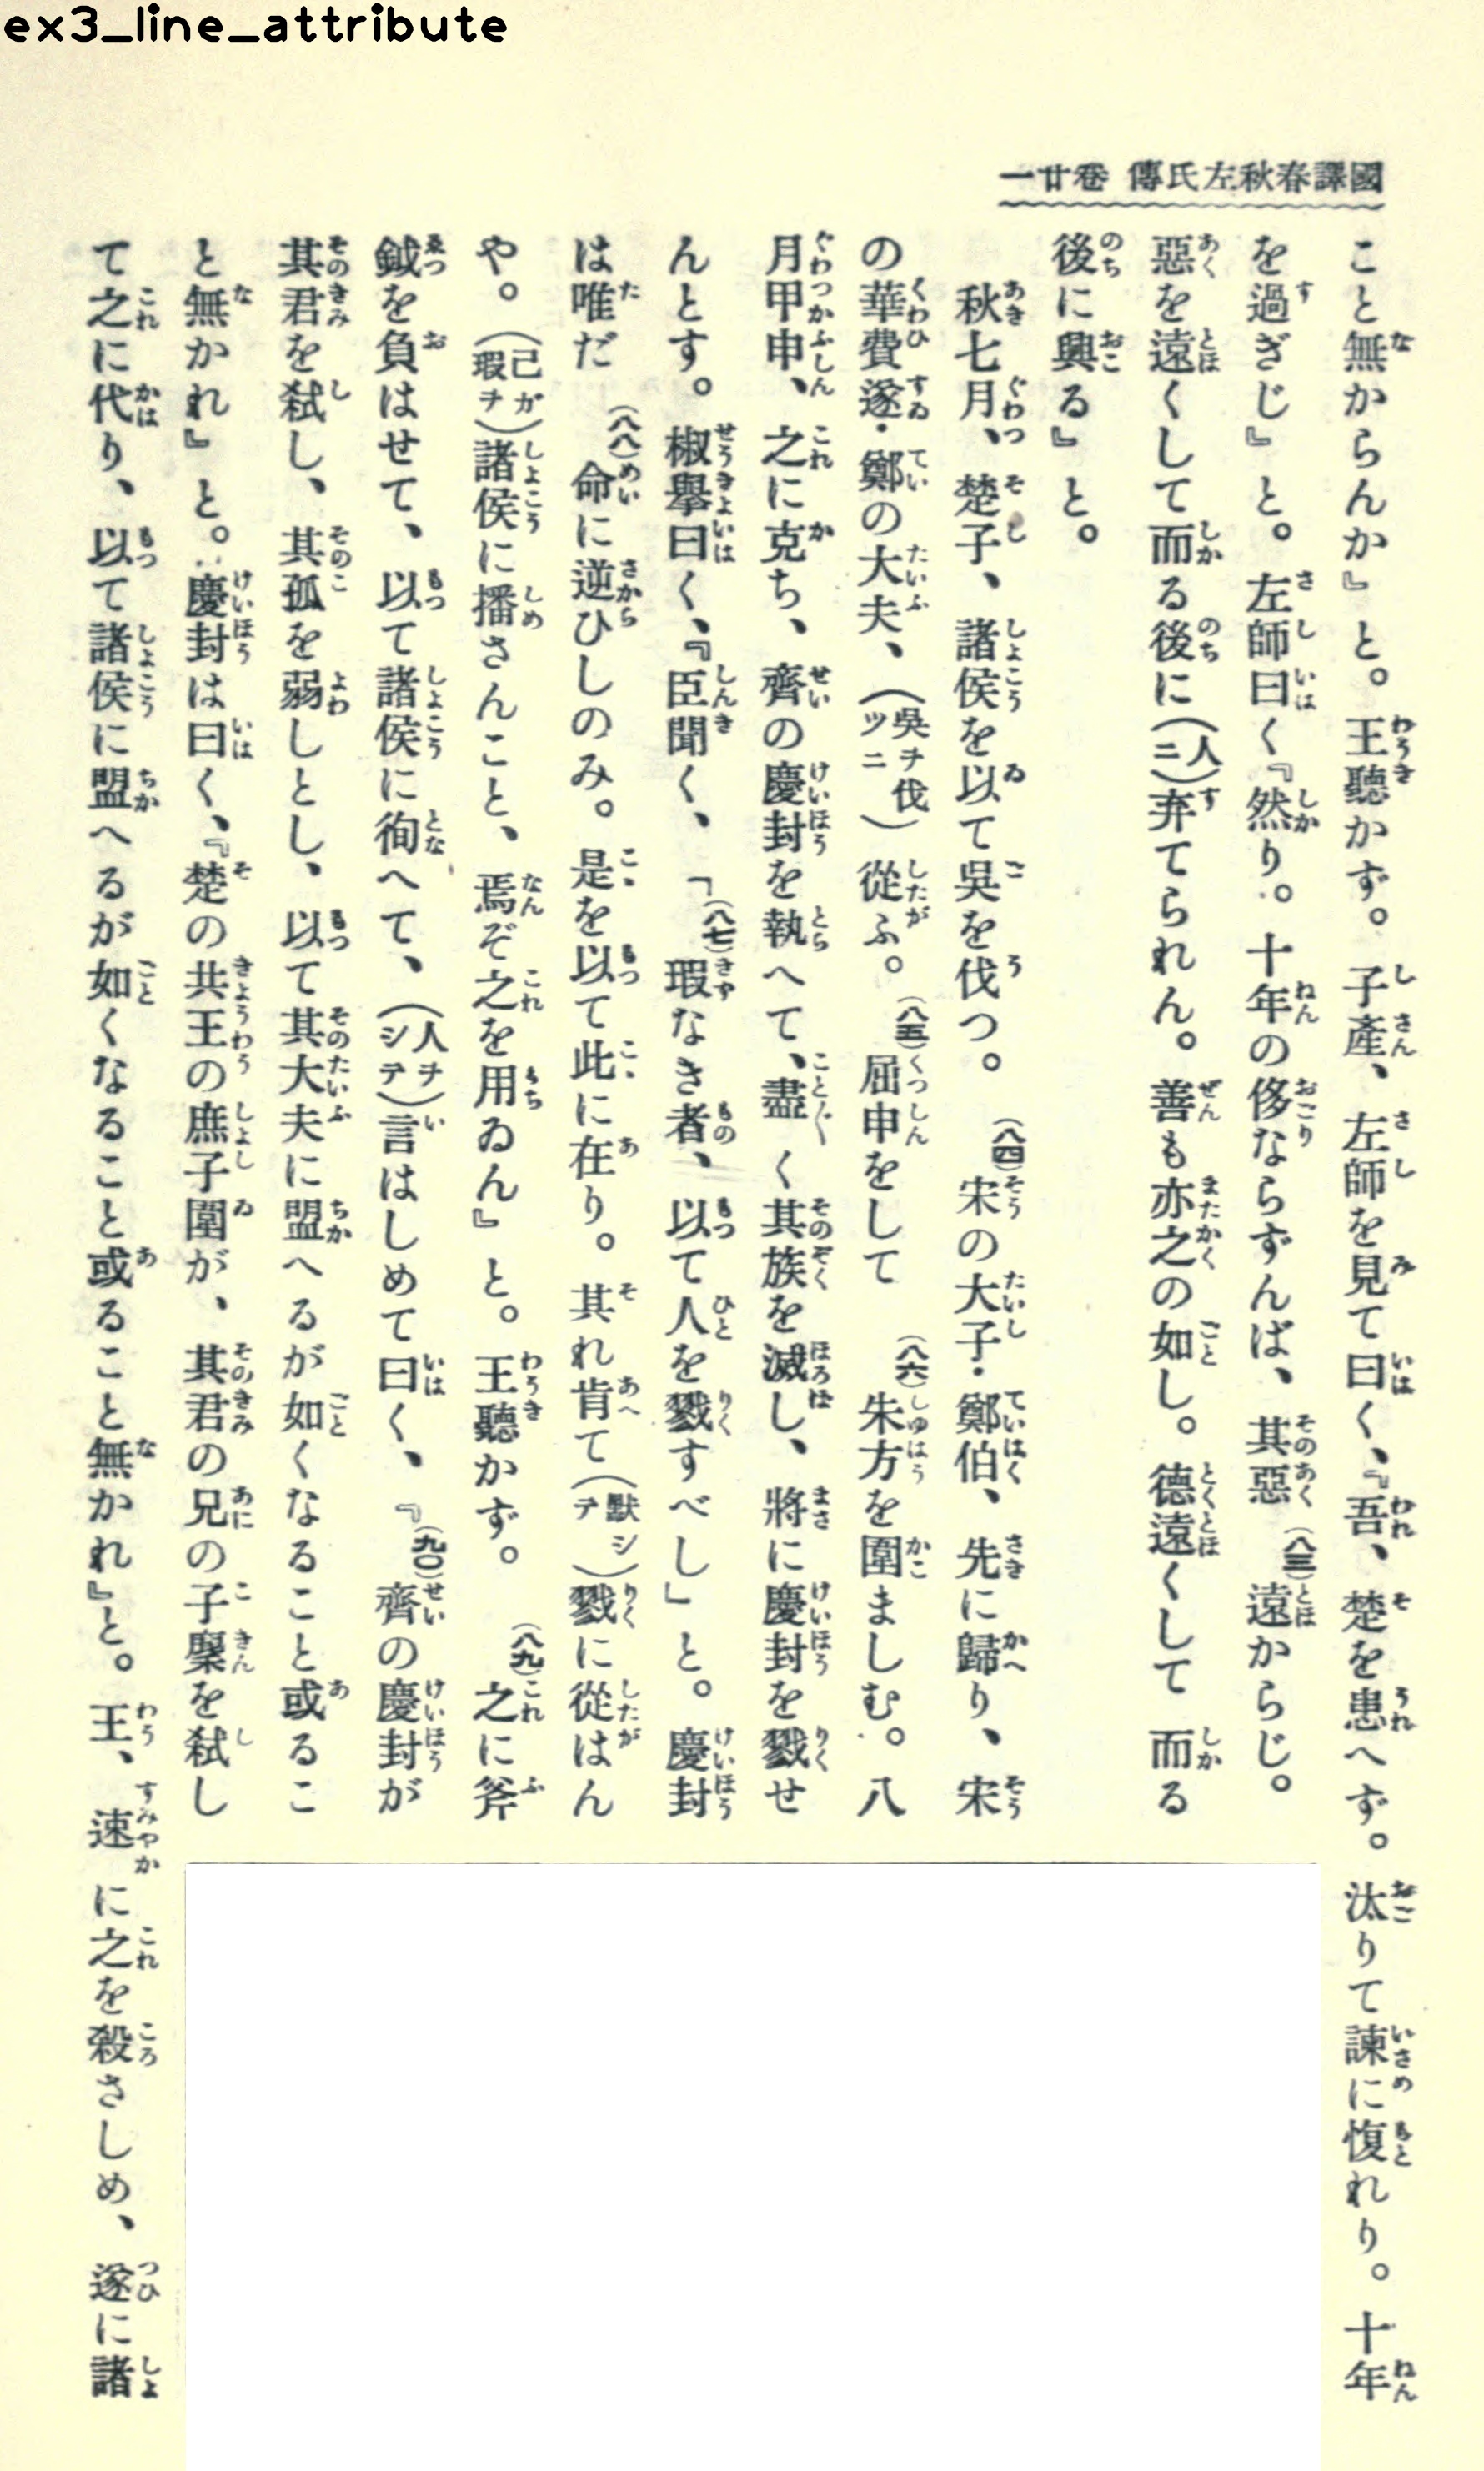 ex3_line_attribute
國譯春秋左氏傳 卷廿一
こと無からんか』と。王聽かず。子產、左師を見て曰く、『吾、楚を患へず。汰りて諫に愎れり。十年
を過ぎじ』と。左師曰く『然り。十年の侈ならずんば、其惡(八三)遠からじ。
惡を遠くして而る後に(人ニ)弃てられん。善も亦之の如し。德遠くして而る
後に興る』と。
秋七月、楚子、諸侯を以て吳を伐つ。(八四)宋の大子・鄭伯、先に歸り、宋
の華費遂・鄭の大夫、(吳ヲ伐ツニ)從ふ。(八五)屈申をして(八六)朱方を圍ましむ。八
月甲申、之に克ち、齊の慶封を執へて、盡く其族を滅し、將に慶封を戮せ
んとす。椒擧曰く、『臣聞く、「(八七)瑕なき者、以て人を戮すべし」と。慶封
は唯だ(八八)命に逆ひしのみ。是を以て此に在り。其れ肯て(默シテ)戮に從はん
や。(己ガ瑕ヲ)諸侯に播さんこと、焉ぞ之を用ゐん』と。王聽かず。(八九)之に斧
鉞を負はせて、以て諸侯に徇へて、(人ヲシテ)言はしめて曰く、『(九〇)齊の慶封が
其君を弑し、其孤を弱しとし、以て其大夫に盟へるが如くなること或るこ
と無かれ』と。慶封は曰く、『楚の共王の庶子圍が、其君の兄の子麇を弑し
て之に代り、以て諸侯に盟へるが如くなること或ること無かれ』と。王、速に之を殺さしめ、遂に諸